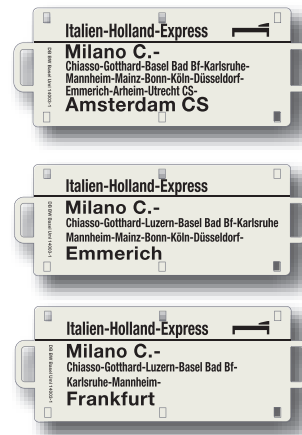 Italien-Holland-Express
Milano C.-
Chiasso-Gotthard-Basel Bad Bf-Karlsruhe-
Mannheim-Mainz-Bonn-Köln-Düsseldorf-
Emmerich-Arheim-Utrecht CS-
Amsterdam CS
Italien-Holland-Express
Milano C.-
Chiasso-Gotthard-Luzern-Basel Bad Bf-Karlsruhe
Mannheim-Mainz-Bonn-Köln-Düsseldorf-
Emmerich
Italien-Holland-Express
Milano C.-
Chiasso-Gotthard-Luzern-Basel Bad Bf-
Karlsruhe-Mannheim-
Frankfurt